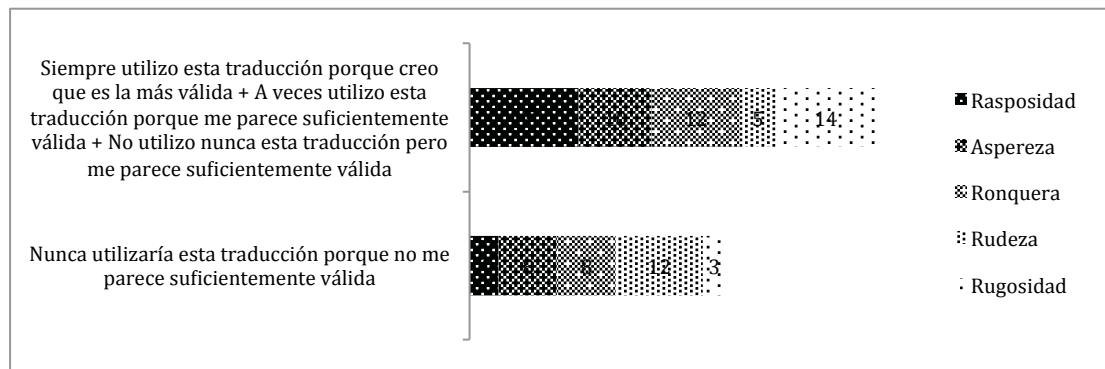 Siempre utilizo esta traducción porque creo
que es la más válida + A veces utilizo esta
traducción porque me parece suficientemente
válida + No utilizo nunca esta traducción pero
me parece suficientemente válida
10 12 5 14
Nunca utilizaría esta traducción porque no me
parece suficientemente válida
8 12 3
Rasposidad
Aspereza
Ronquera
Rudeza
Rugosidad